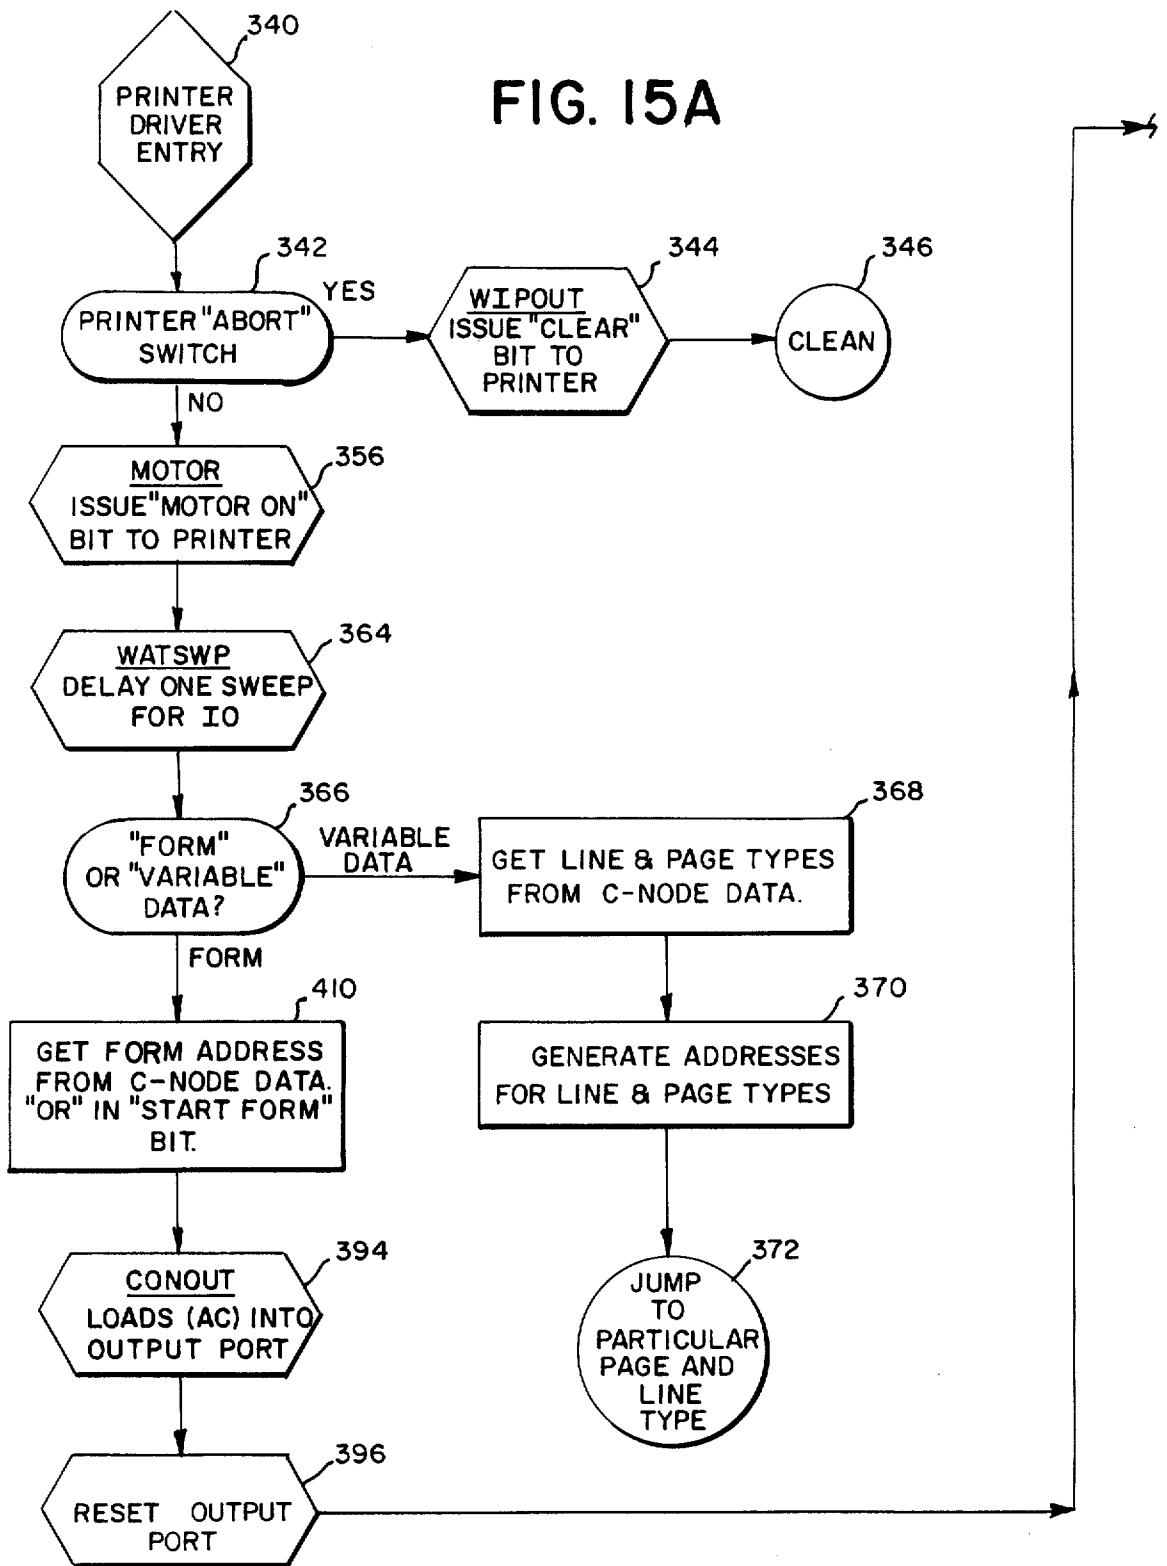 FIG. 15A
340
PRINTER
DRIVER
ENTRY
342
PRINTER "ABORT"
SWITCH
YES
344
WIPOUT
ISSUE "CLEAR"
BIT TO
PRINTER
346
CLEAN
NO
356
MOTOR
ISSUE "MOTOR ON"
BIT TO PRINTER
364
WATSWP
DELAY ONE SWEEP
FOR IO
366
"FORM"
OR "VARIABLE"
DATA?
VARIABLE
DATA
368
GET LINE & PAGE TYPES
FROM C-NODE DATA.
FORM
370
GENERATE ADDRESSES
FOR LINE & PAGE TYPES
372
JUMP
TO
PARTICULAR
PAGE AND
LINE
TYPE
410
GET FORM ADDRESS
FROM C-NODE DATA.
"OR" IN "START FORM"
BIT.
394
CONOUT
LOADS (AC) INTO
OUTPUT PORT
396
RESET OUTPUT
PORT